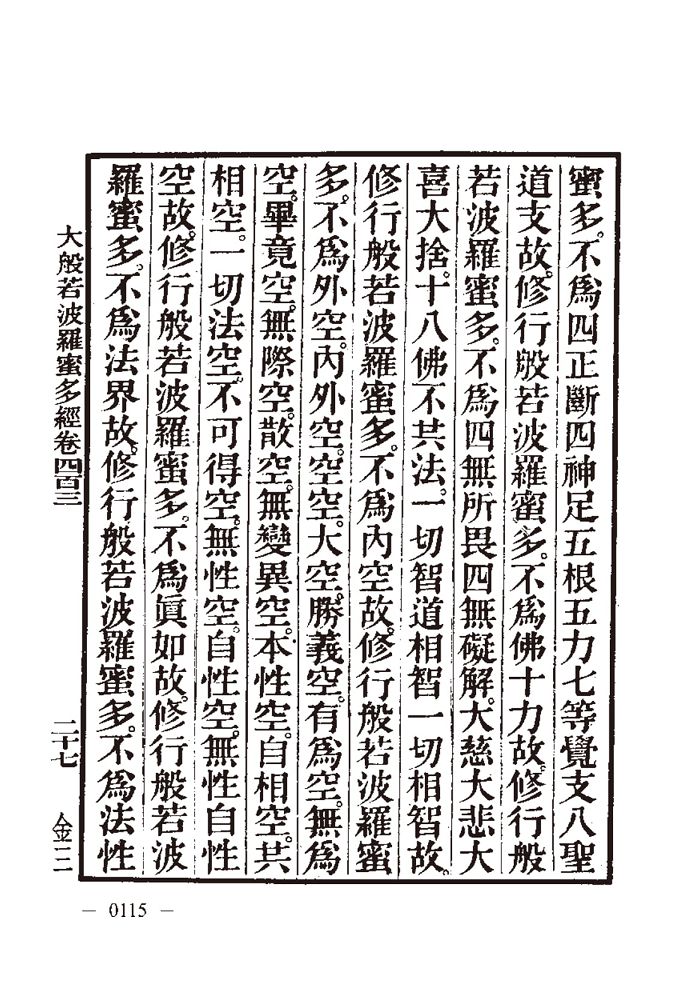 蜜多。不爲四正斷四神足五根五力七等覺支八聖
道支故。修行般若波羅蜜多。不爲佛十力故。修行般
若波羅蜜多。不爲四無所畏四無礙解。大慈大悲大
喜大捨。十八佛不共法。一切智道相智一切相智故。
修行般若波羅蜜多。不爲內空故。修行般若波羅蜜
多。不爲外空。內外空。空空。大空。勝義空。有爲空。無爲
空。畢竟空。無際空。散空。無變異空。本性空。自相空。共
相空。一切法空。不可得空。無性空。自性空。無性自性
空故。修行般若波羅蜜多。不爲眞如故。修行般若波
羅蜜多。不爲法界故。修行般若波羅蜜多。不爲法性
大般若波羅蜜多經卷四百三 二十七 金三
— 0115 —